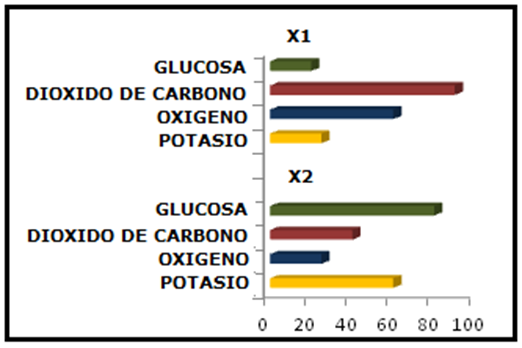 X1
GLUCOSA
DIOXIDO DE CARBONO
OXIGENO
POTASIO
X2
GLUCOSA
DIOXIDO DE CARBONO
OXIGENO
POTASIO
0 20 40 60 80 100